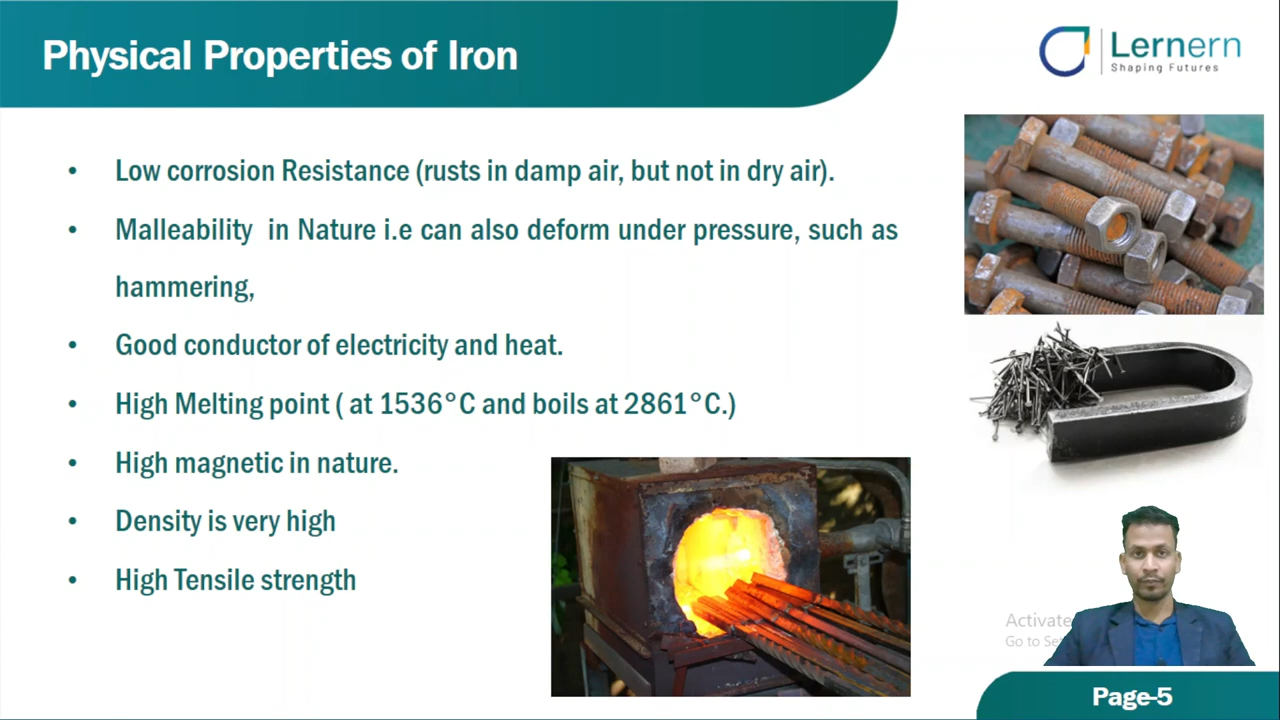 Physical Properties of Iron
Lernern
Shaping Futures
• Low corrosion Resistance (rusts in damp air, but not in dry air).
• Malleability in Nature i.e can also deform under pressure, such as
hammering,
• Good conductor of electricity and heat.
• High Melting point ( at 1536°C and boils at 2861°C.)
• High magnetic in nature.
• Density is very high
• High Tensile strength
Activate
Go to Se
Page-5